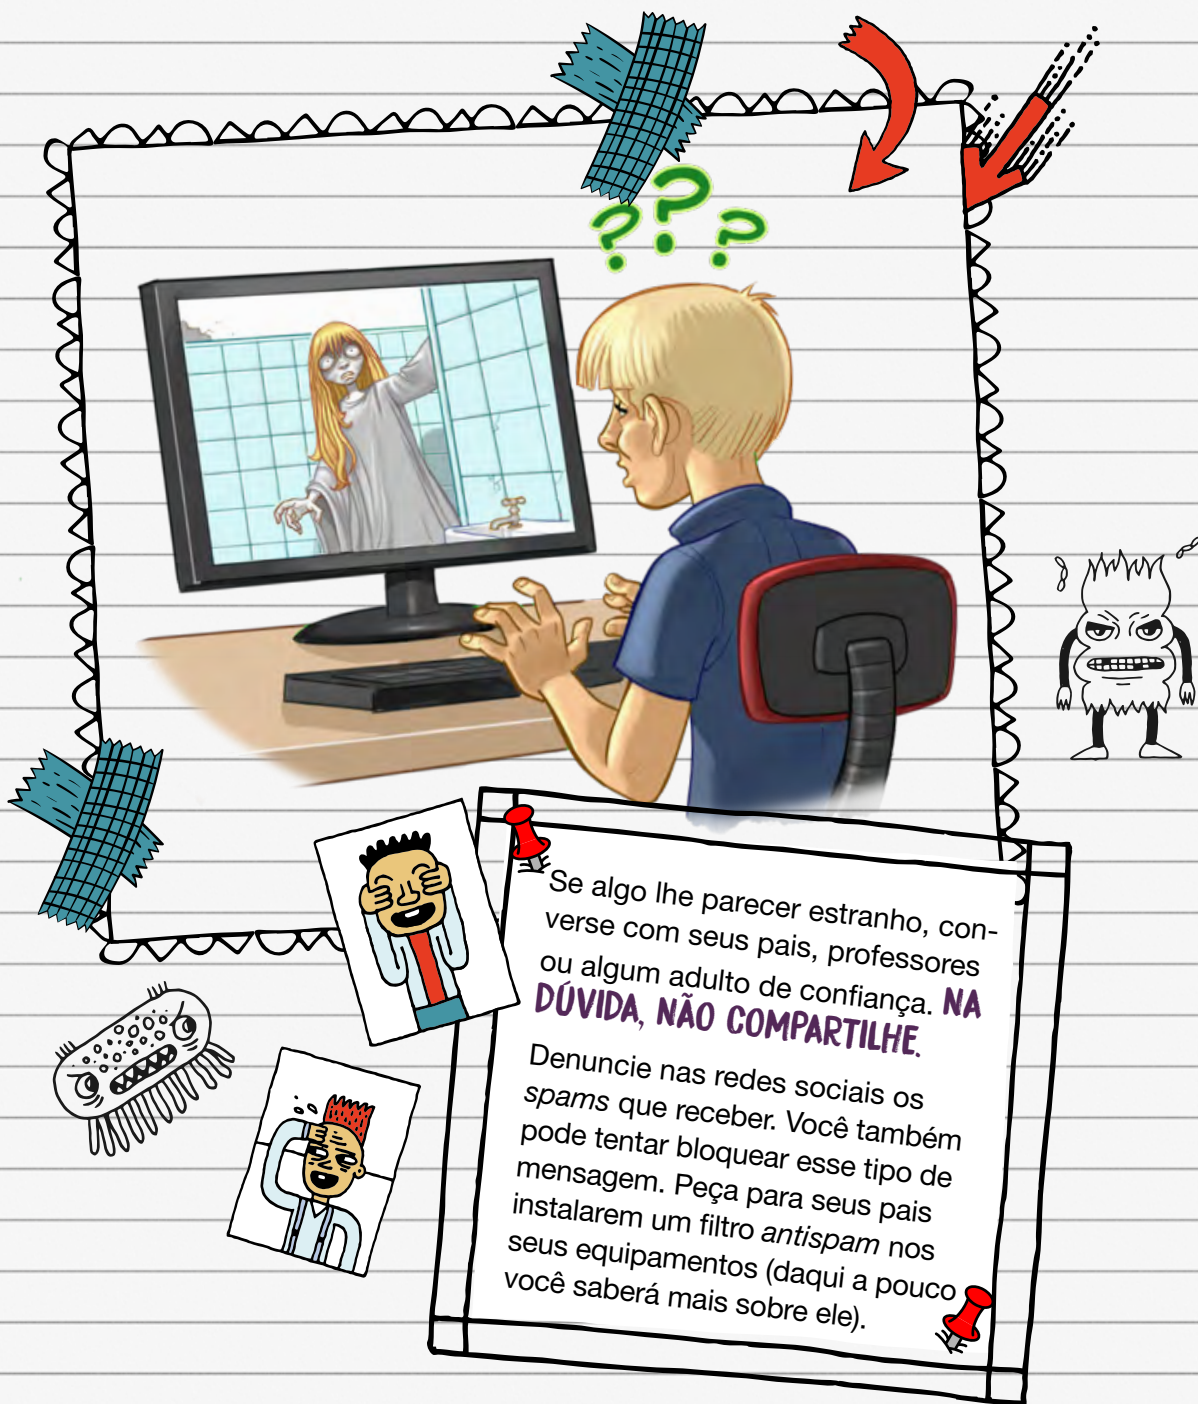 ???
Se algo lhe parecer estranho, con-
verse com seus pais, professores
ou algum adulto de confiança. NA
DÚVIDA, NÃO COMPARTILHE.
Denuncie nas redes sociais os
spams que receber. Você também
pode tentar bloquear esse tipo de
mensagem. Peça para seus pais
instalarem um filtro antispam nos
seus equipamentos (daqui a pouco
você saberá mais sobre ele).